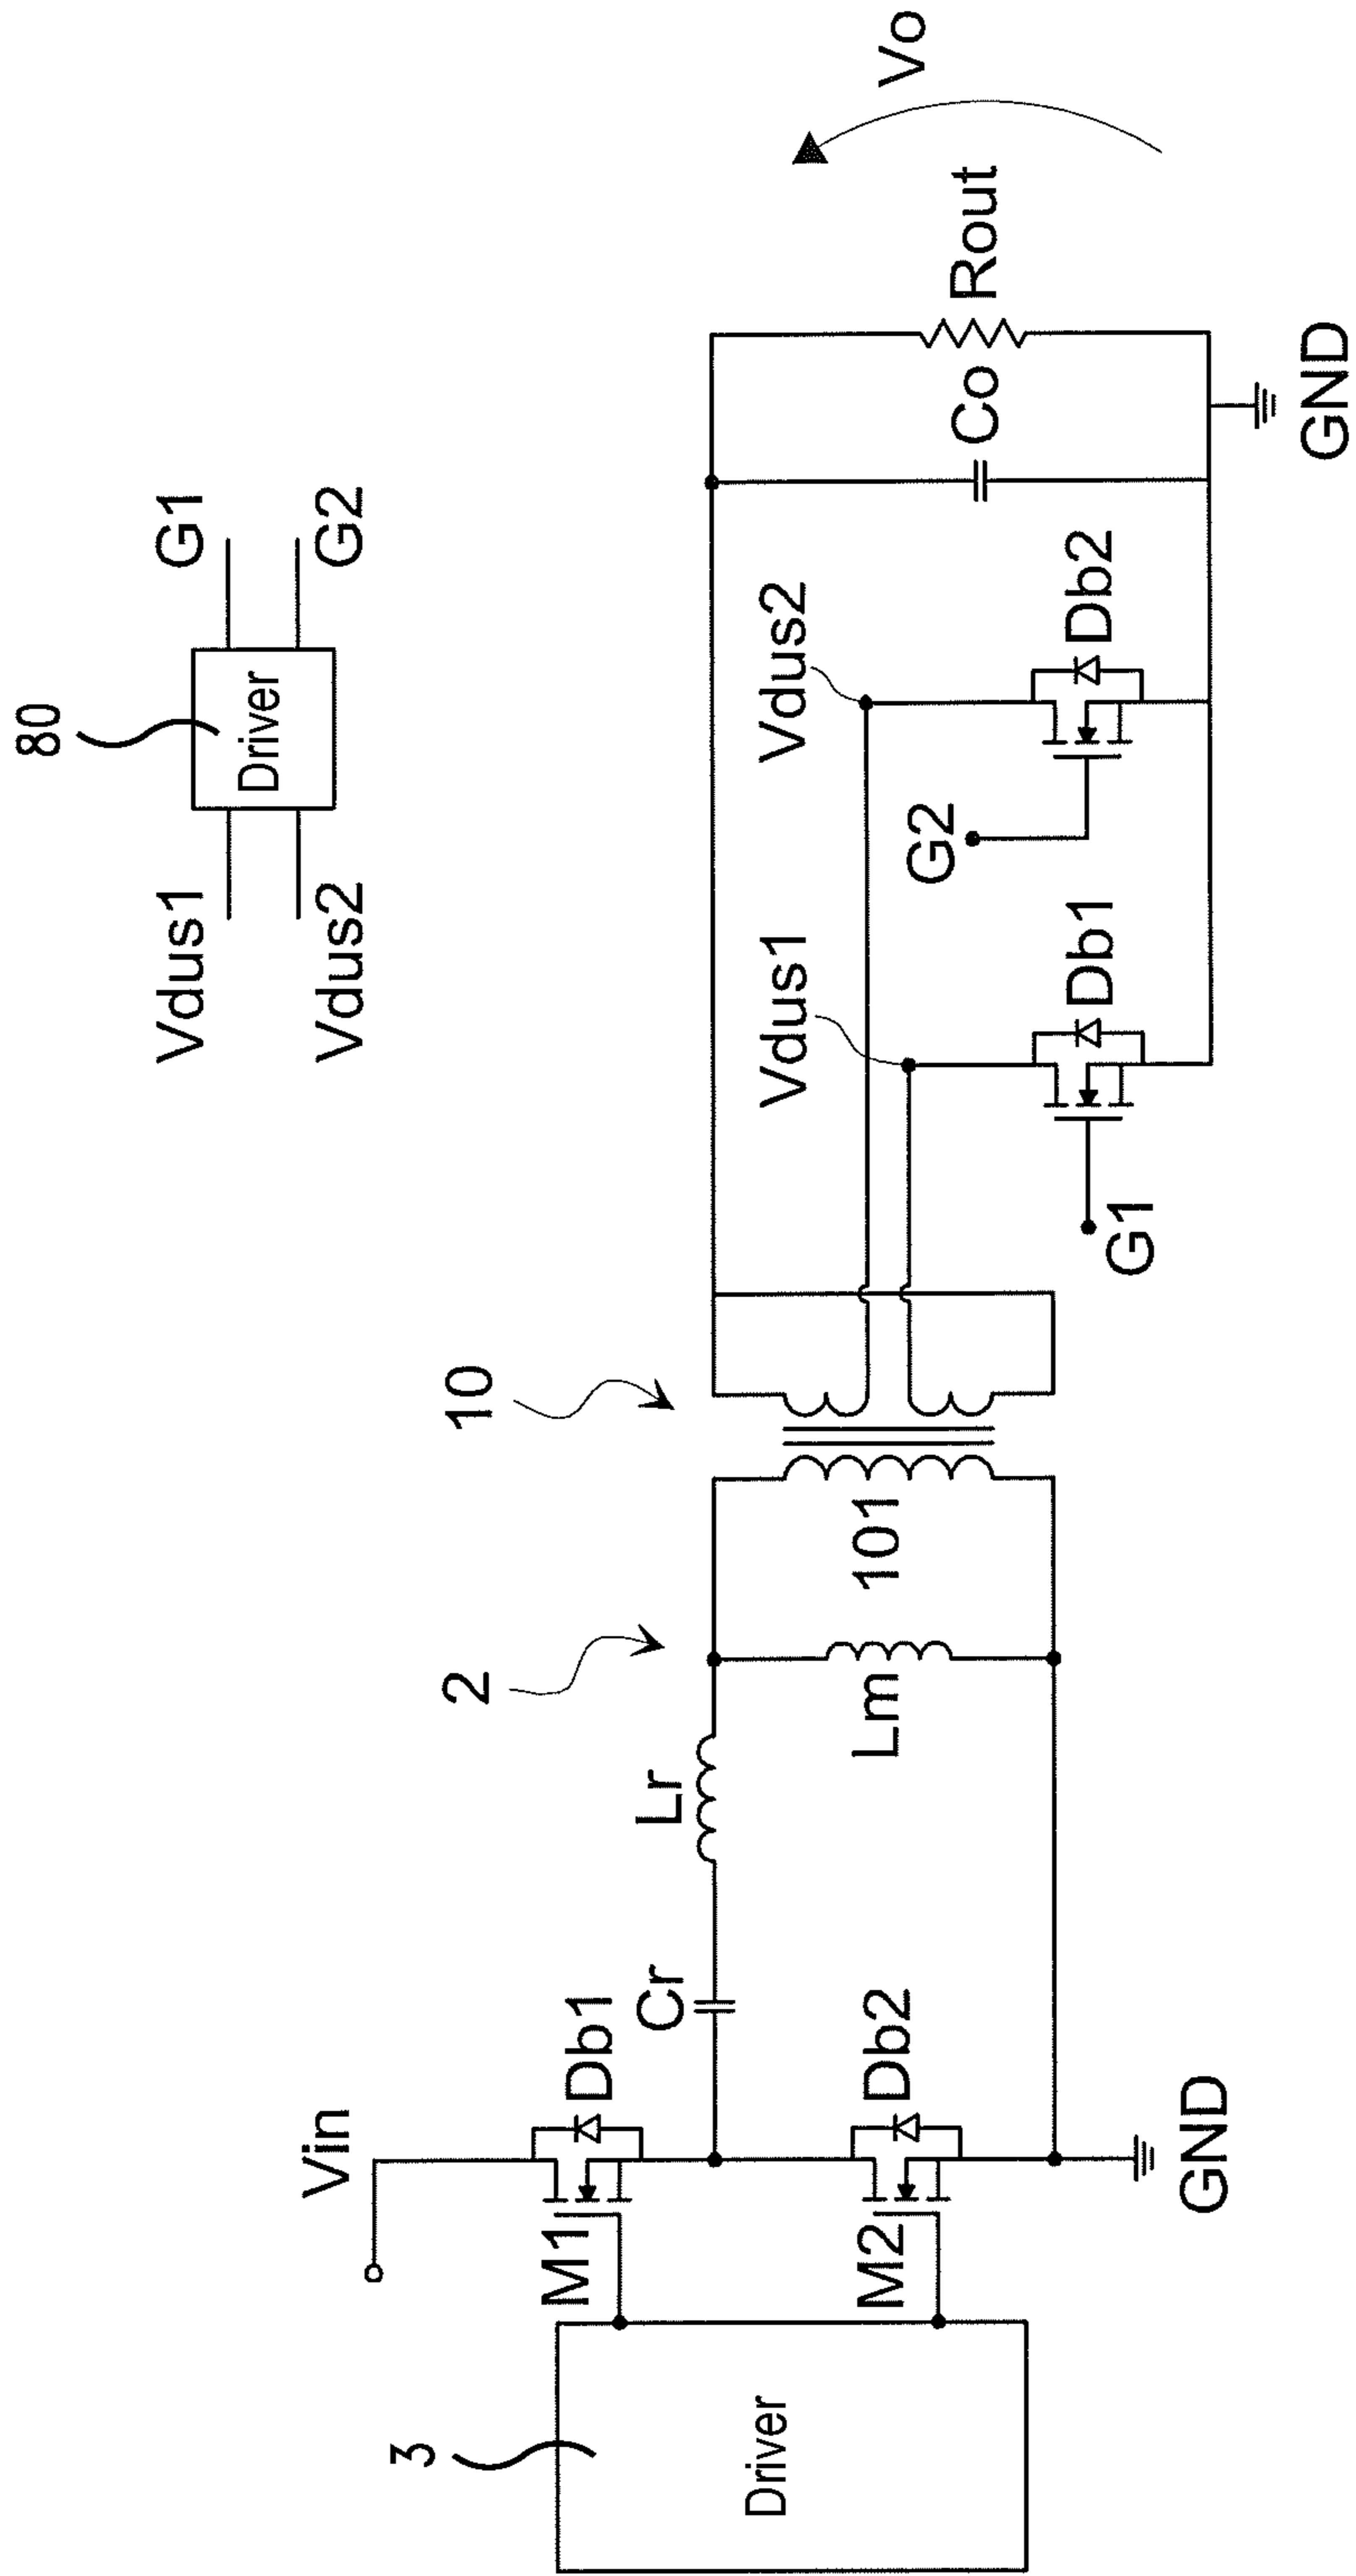 80
Vdus1
Vdus2
Driver
G1
G2
3
Driver
Vin
M1
Db1
M2
Db2
GND
Cr
Lr
2
Lm
101
10
Vdus1
Vdus2
G1
Db1
G2
Db2
Co
Rout
GND
Vo